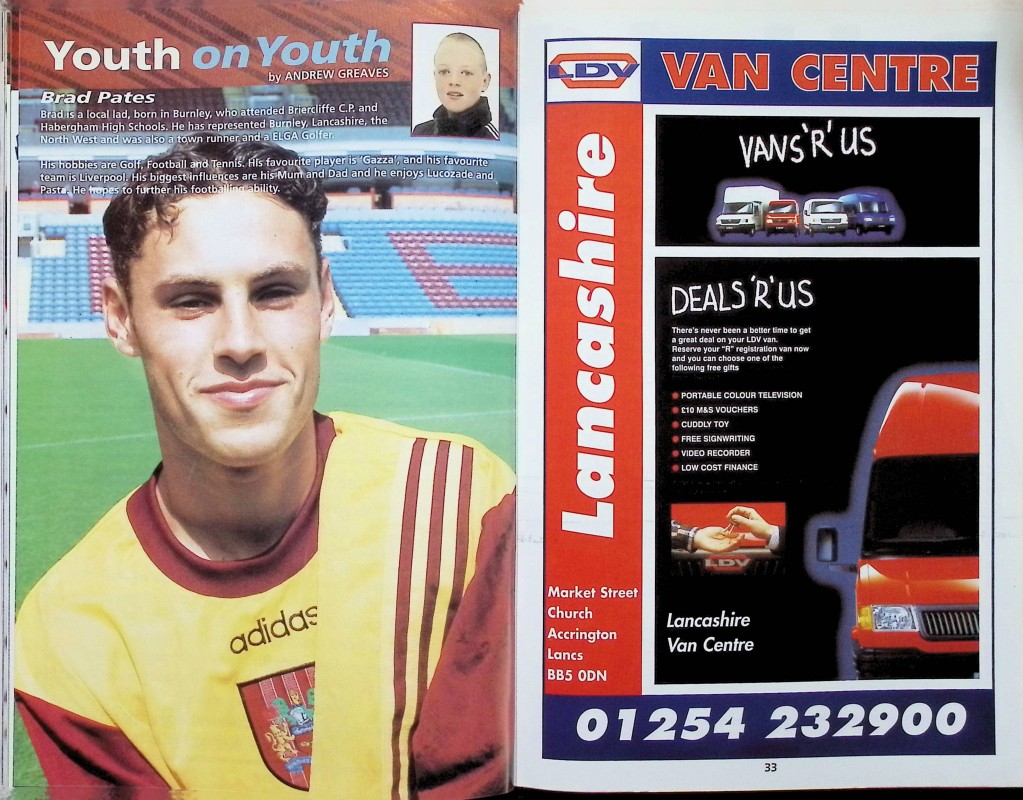 Youth on Youth
by ANDREW GREAVES
Brad Pates
Brad is a local lad, born in Burnley, who attended Briercliffe C.P. and
Habergham High Schools. He has represented Burnley, Lancashire, the
North West and was also a town runner and a ELGA Golfer.
His hobbies are Golf, Football and Tennis. His favourite player is 'Gazza', and his favourite
team is Liverpool. His biggest influences are his Mum and Dad and he enjoys Lucozade and
Pasta. He hopes to further his footballing ability.
adidas
LDV VAN CENTRE
Lancashire
VANS 'R' US
DEALS 'R' US
There's never been a better time to get
a great deal on your LDV van.
Reserve your "R" registration van now
and you can choose one of the
following free gifts
PORTABLE COLOUR TELEVISION
£10 M&S VOUCHERS
CUDDLY TOY
FREE SIGNWRITING
VIDEO RECORDER
LOW COST FINANCE
LDV
Lancashire
Van Centre
Market Street
Church
Accrington
Lancs
BB5 0DN
01254 232900
33